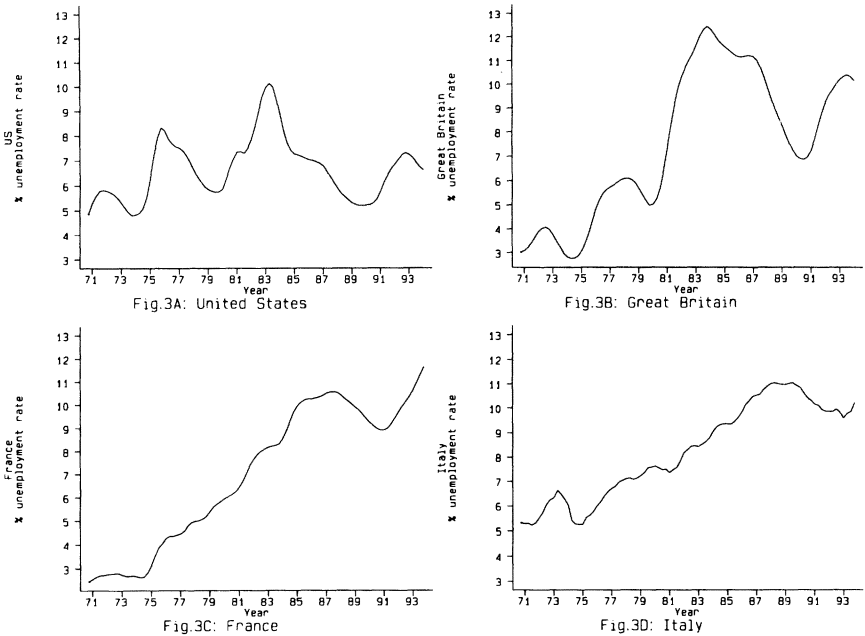 13
12
11
10
9
8
7
6
5
4
3
US
% unemployment rate
71 73 75 77 79 81 83 85 87 89 91 93
Year
Fig.3A: United States
13
12
11
10
9
8
7
6
5
4
3
Great Britain
% unemployment rate
71 73 75 77 79 81 83 85 87 89 91 93
Year
Fig.3B: Great Britain
13
12
11
10
9
8
7
6
5
4
3
France
% unemployment rate
71 73 75 77 79 81 83 85 87 89 91 93
Year
Fig.3C: France
13
12
11
10
9
8
7
6
5
4
3
Italy
% unemployment rate
71 73 75 77 79 81 83 85 87 89 91 93
Year
Fig.3D: Italy